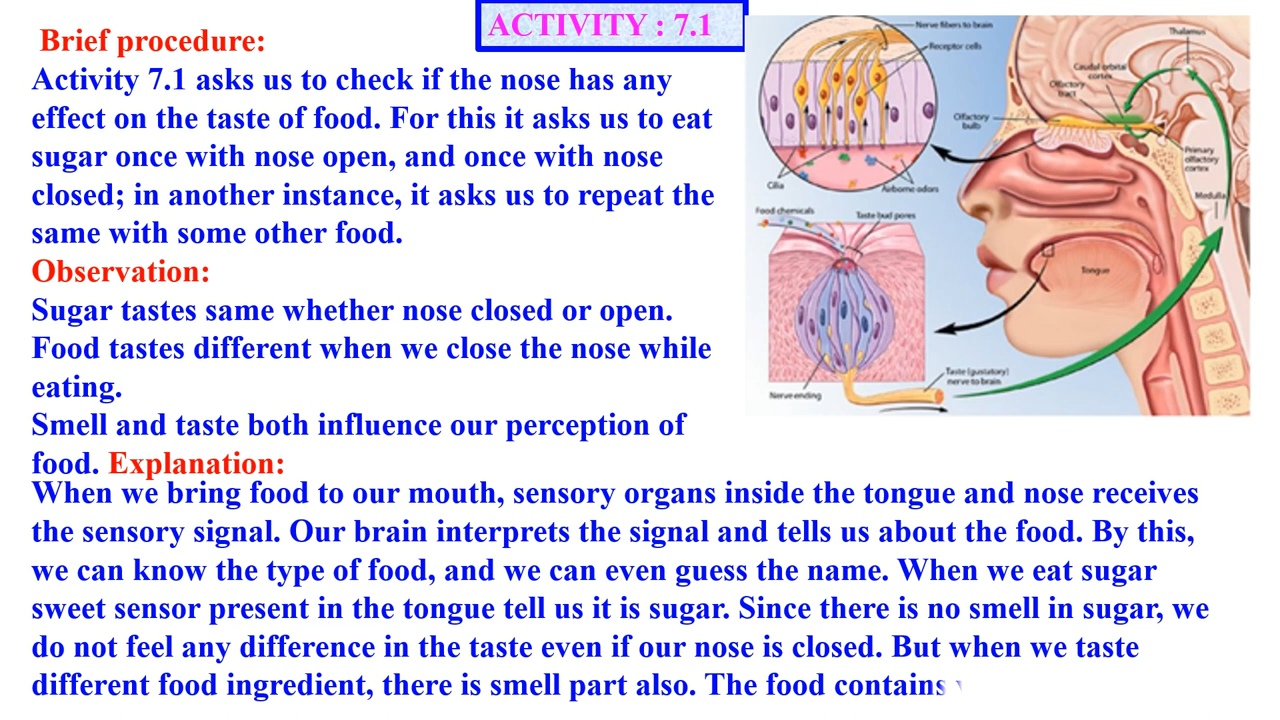 ACTIVITY : 7.1
Brief procedure:
Activity 7.1 asks us to check if the nose has any
effect on the taste of food. For this it asks us to eat
sugar once with nose open, and once with nose
closed; in another instance, it asks us to repeat the
same with some other food.
Observation:
Sugar tastes same whether nose closed or open.
Food tastes different when we close the nose while
eating.
Smell and taste both influence our perception of
food. Explanation:
When we bring food to our mouth, sensory organs inside the tongue and nose receives
the sensory signal. Our brain interprets the signal and tells us about the food. By this,
we can know the type of food, and we can even guess the name. When we eat sugar
sweet sensor present in the tongue tell us it is sugar. Since there is no smell in sugar, we
do not feel any difference in the taste even if our nose is closed. But when we taste
different food ingredient, there is smell part also. The food contains
Nerve fibers to brain
Receptor cells
Cilia
Airborne odors
Thalamus
Caudal orbital
cortex
Olfactory
tract
Olfactory
bulb
Primary
olfactory
cortex
Medulla
Food chemicals
Taste bud pores
Tongue
Taste (gustatory)
nerve to brain
Nerve ending